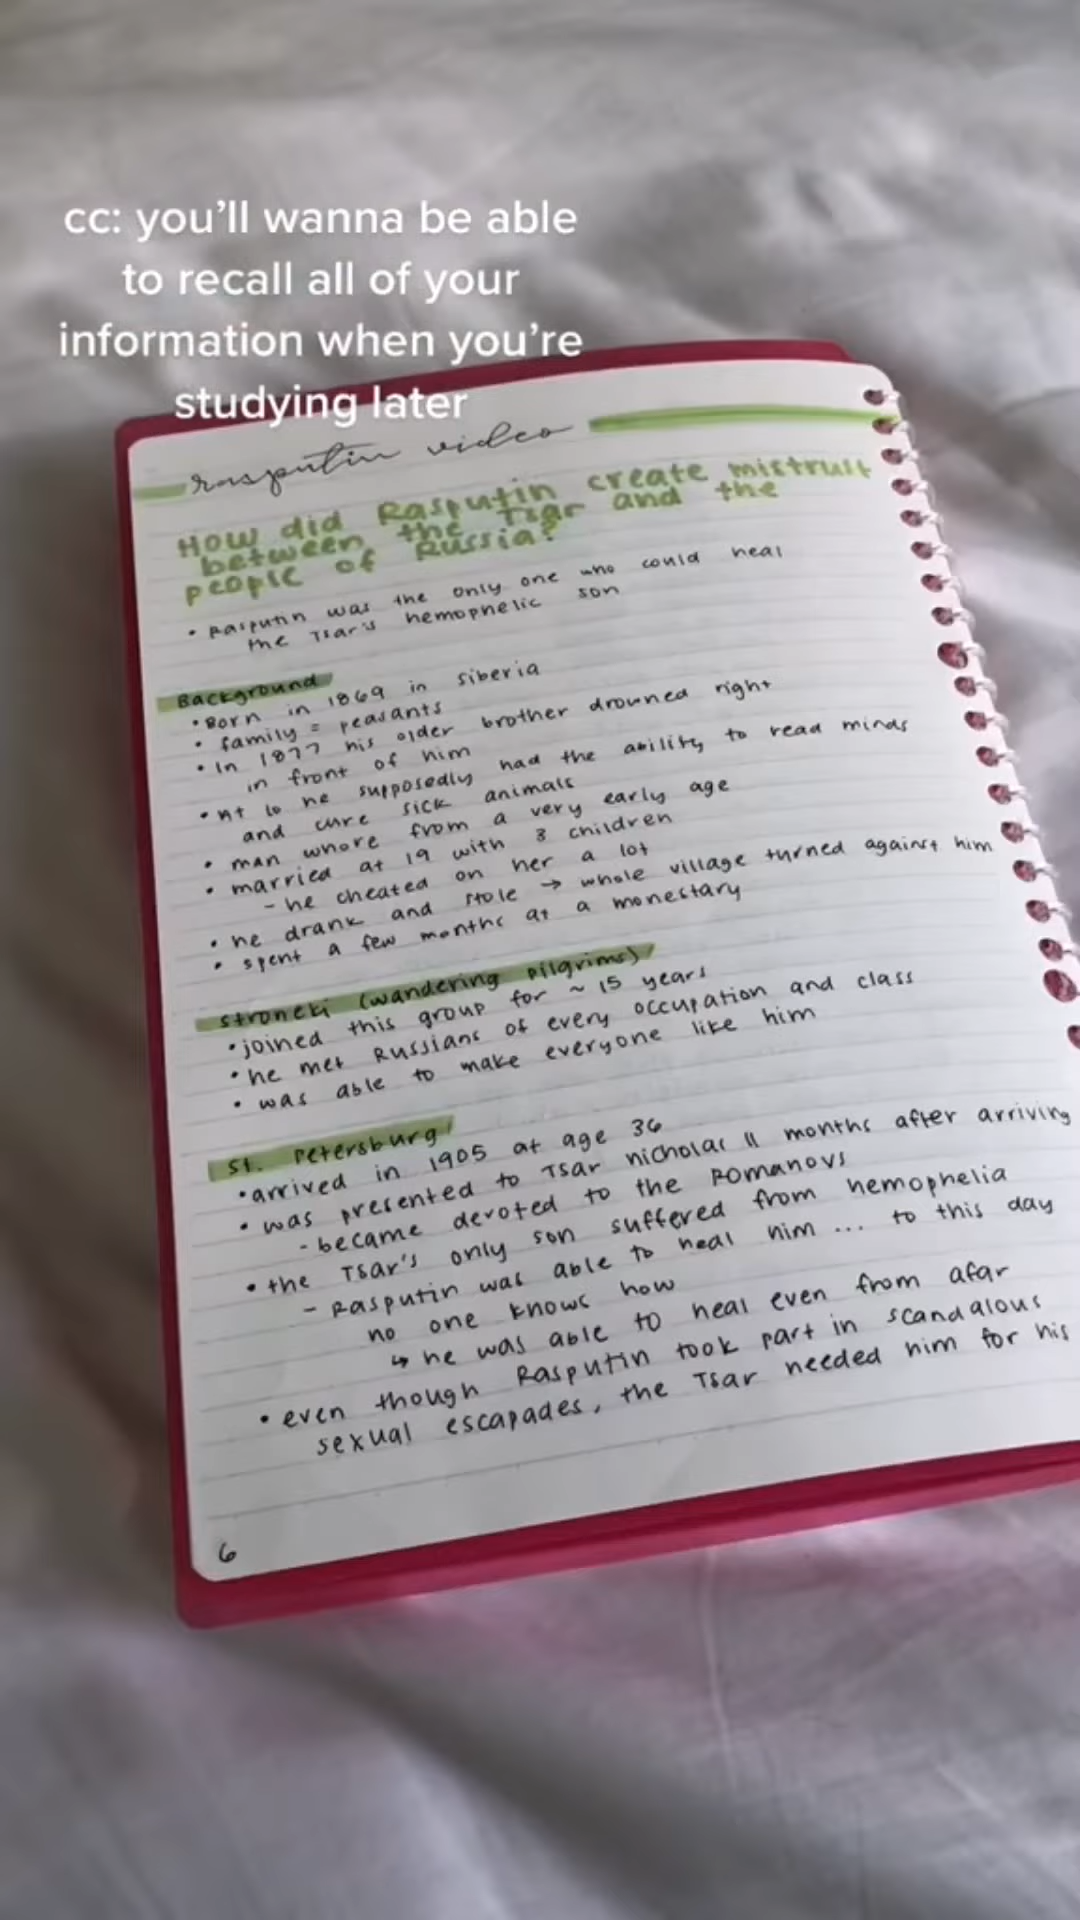 cc: you'll wanna be able
to recall all of your
information when you're
studying later
rasputin video
How did Rasputin create mistrust
between the Tsar and the
people of Russia?
• Rasputin was the only one who could heal
the Tsar's hemophelic son
Background
• Born in 1869 in Siberia
• family = peasants
• In 1877 his older brother drowned right
in front of him
• At 10 he supposedly had the ability to read minds
and cure sick animals
• man whore from a very early age
• married at 19 with 3 children
- he cheated on her a lot
• he drank and stole → whole village turned against him
• spent a few months at a monestary
Stroneki (wandering pilgrims)
• joined this group for ~ 15 years
• he met Russians of every occupation and class
• was able to make everyone like him
St. Petersburg
• arrived in 1905 at age 36
• was presented to Tsar Nicholas 11 months after arriving
- became devoted to the Romanovs
• the Tsar's only son suffered from hemophelia
- Rasputin was able to heal him ... to this day
no one knows how
↳ he was able to heal even from afar
• even though Rasputin took part in scandalous
sexual escapades, the Tsar needed him for his
6